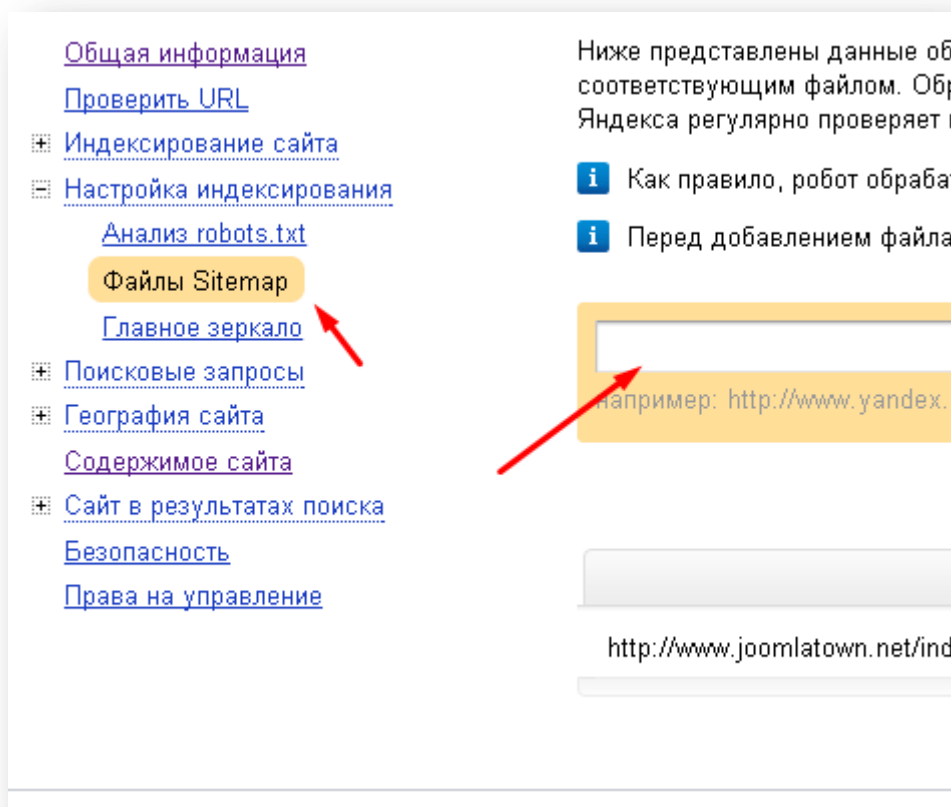 Общая информация
Проверить URL
Индексирование сайта
Настройка индексирования
Анализ robots.txt
Файлы Sitemap
Главное зеркало
Поисковые запросы
География сайта
Содержимое сайта
Сайт в результатах поиска
Безопасность
Права на управление
Ниже представлены данные
соответствующим файлом.
Яндекса регулярно проверяет
Как правило, робот
Перед добавлением файла
например: http://www.yandex.
http://www.joomlatown.net/ind